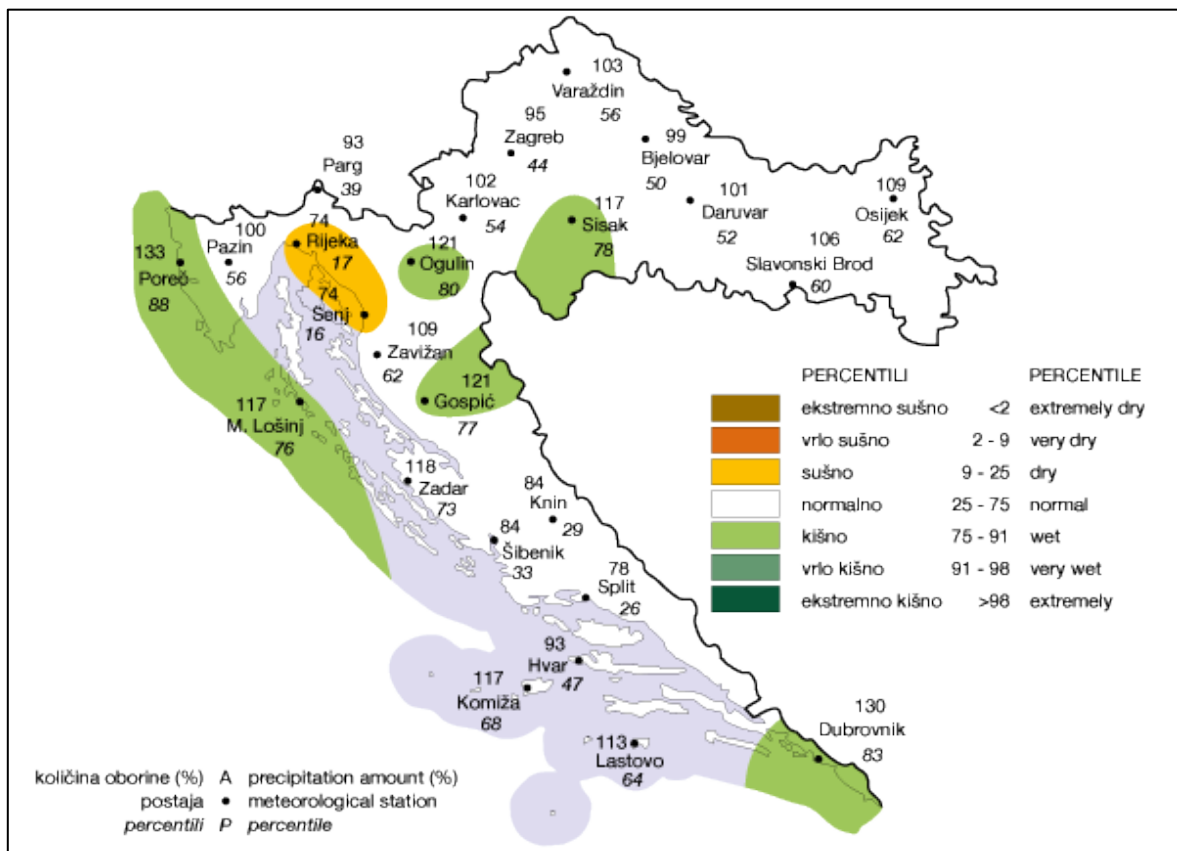 103
Varaždin
56
95
Zagreb
44
99
Bjelovar
50
93
Parg
39
102
Karlovac
54
117
Sisak
78
101
Daruvar
52
109
Osijek
62
100
Pazin
56
74
Rijeka
17
121
Ogulin
80
106
Slavonski Brod
60
133
Poreč
88
74
Senj
16
109
Zavižan
62
121
Gospić
77
117
M. Lošinj
76
118
Zadar
73
84
Knin
29
84
Šibenik
33
78
Split
26
93
Hvar
47
117
Komiža
68
113
Lastovo
64
130
Dubrovnik
83
PERCENTILI PERCENTILE
ekstremno sušno <2 extremely dry
vrlo sušno 2 - 9 very dry
sušno 9 - 25 dry
normalno 25 - 75 normal
kišno 75 - 91 wet
vrlo kišno 91 - 98 very wet
ekstremno kišno >98 extremely
količina oborine (%) A precipitation amount (%)
postaja • meteorological station
percentili P percentile